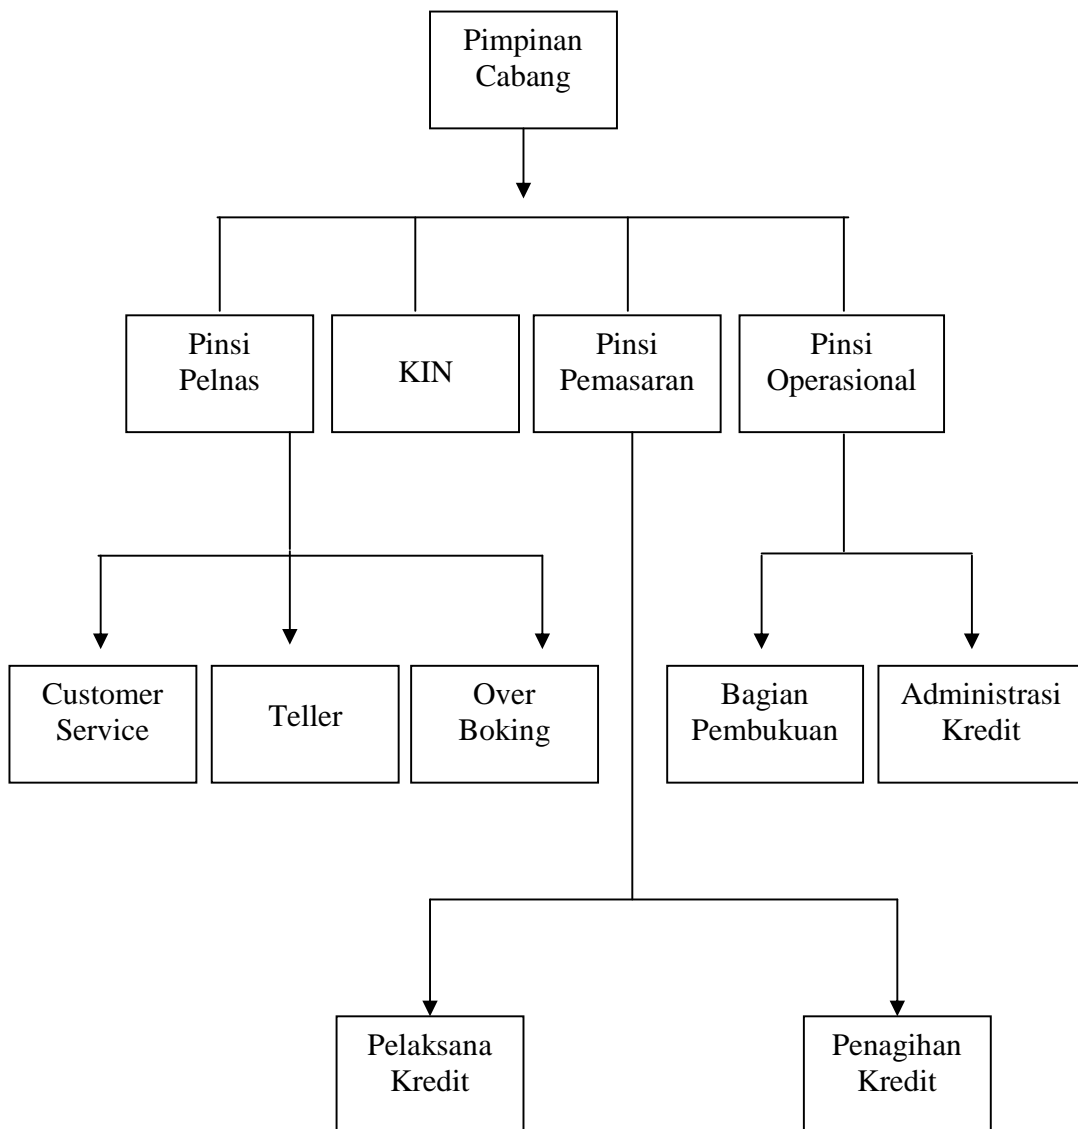 Pimpinan
Cabang
Pinsi
Pelnas
KIN
Pinsi
Pemasaran
Pinsi
Operasional
Customer
Service
Teller
Over
Boking
Bagian
Pembukuan
Administrasi
Kredit
Pelaksana
Kredit
Penagihan
Kredit